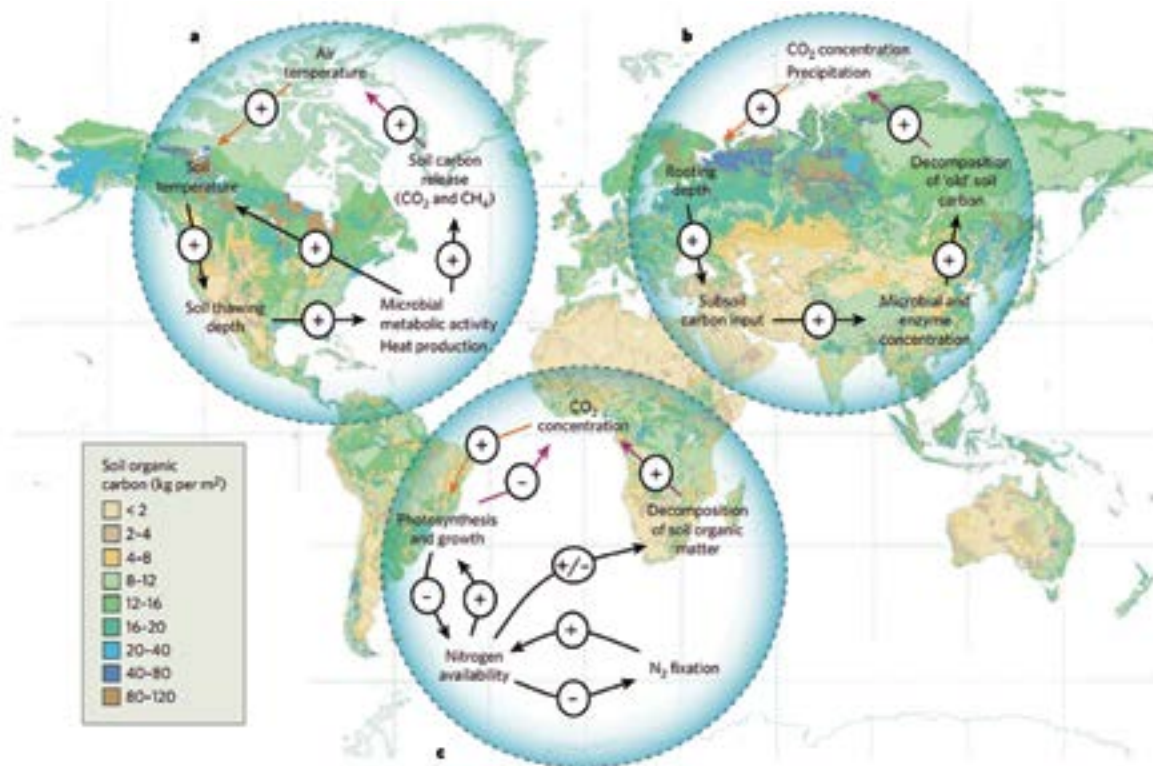 a
Air
temperature
+
+
Soil
temperature
Soil carbon
release
(CO₂ and CH₄)
+
+
+
Soil thawing
depth
+
Microbial
metabolic activity
Heat production
b
CO₂ concentration
Precipitation
+
+
Rooting
depth
Decomposition
of 'old' soil
carbon
+
+
Subsoil
carbon input
+
Microbial and
enzyme
concentration
CO₂
concentration
+
-
+
Photosynthesis
and growth
Decomposition
of soil organic
matter
-
+
+/-
+
Nitrogen
availability
N₂ fixation
-
c
Soil organic
carbon (kg per m²)
< 2
2–4
4–8
8–12
12–16
16–20
20–40
40–80
80–120